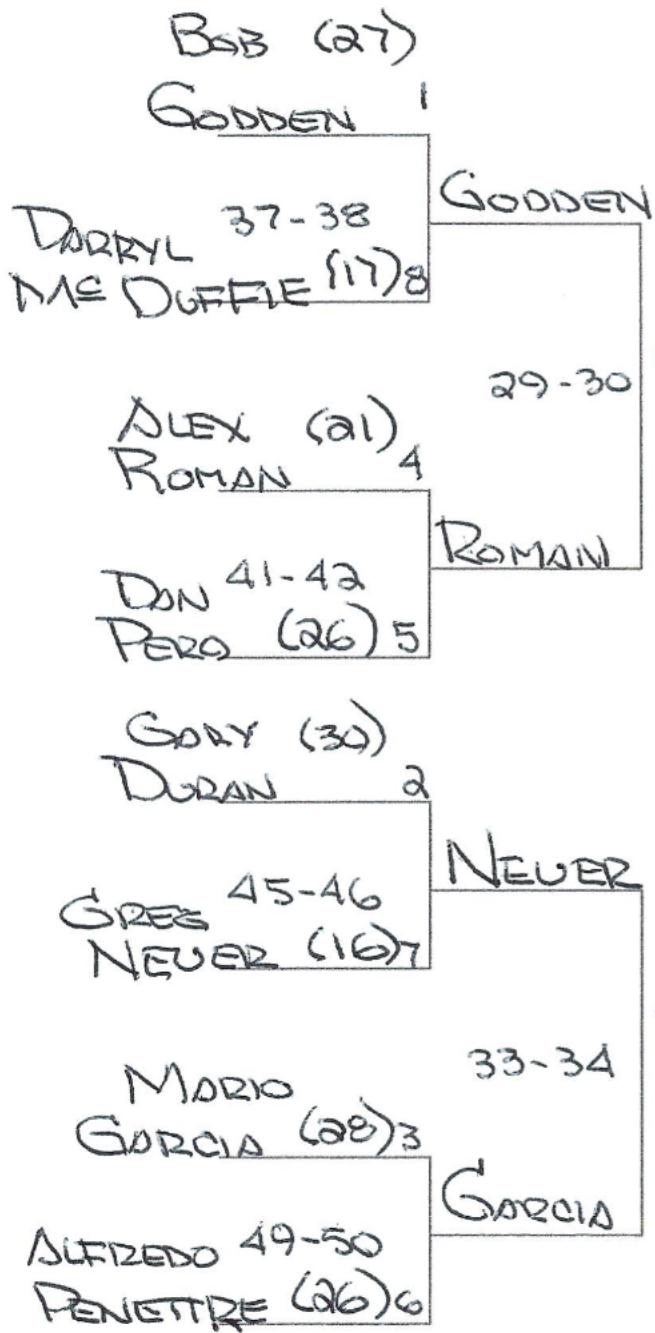 BOB (27)
GODDEN 1
GODDEN
37-38
DARRYL
MC DUFFIE (17) 8
29-30
ALEX (21)
ROMAN 4
ROMAN
DAN 41-42
PERO (26) 5
GARY (30)
DURAN 2
NEUER
45-46
GREG
NEUER (16) 7
33-34
MARIO
GARCIA (28) 3
GARCIA
ALFREDO 49-50
PENETTRE (26) 6